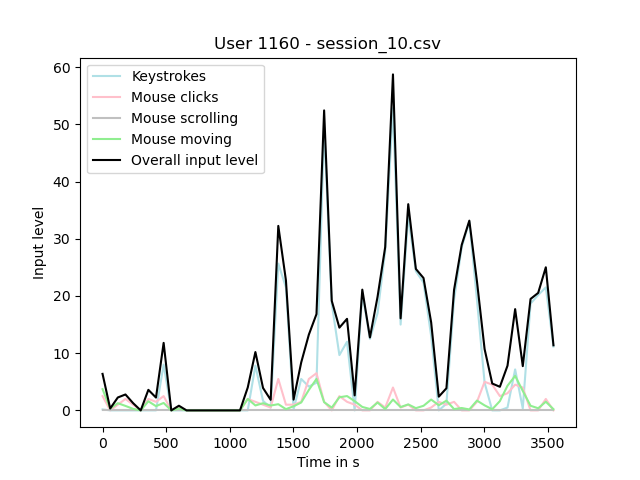 User 1160 - session_10.csv
Keystrokes
Mouse clicks
Mouse scrolling
Mouse moving
Overall input level
60
50
40
30
20
10
0
Input level
0 500 1000 1500 2000 2500 3000 3500
Time in s